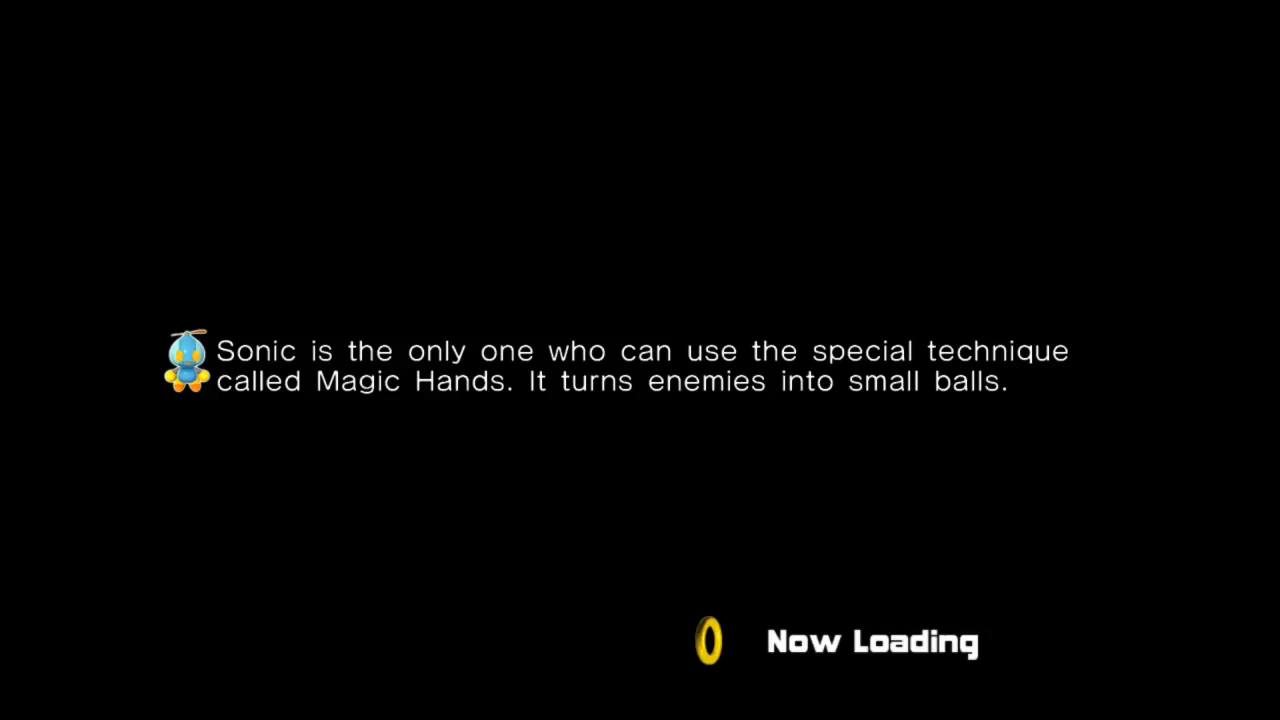 Sonic is the only one who can use the special technique
called Magic Hands. It turns enemies into small balls.
Now Loading